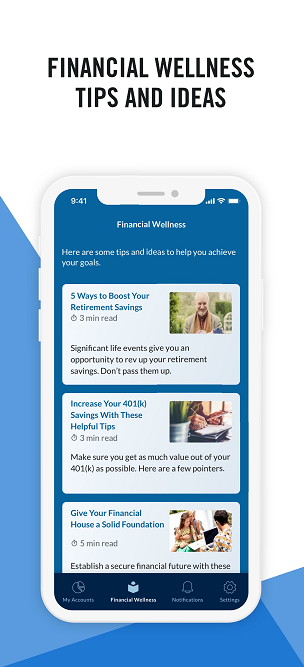 FINANCIAL WELLNESS
TIPS AND IDEAS
9:41
Financial Wellness
Here are some tips and ideas to help you achieve
your goals.
5 Ways to Boost Your
Retirement Savings
3 min read
Significant life events give you an
opportunity to rev up your retirement
savings. Don't pass them up.
Increase Your 401(k)
Savings With These
Helpful Tips
3 min read
Make sure you get as much value out of your
401(k) as possible. Here are a few pointers.
Give Your Financial
House a Solid Foundation
5 min read
Establish a secure financial future with these
My Accounts
Financial Wellness
Notifications
Settings